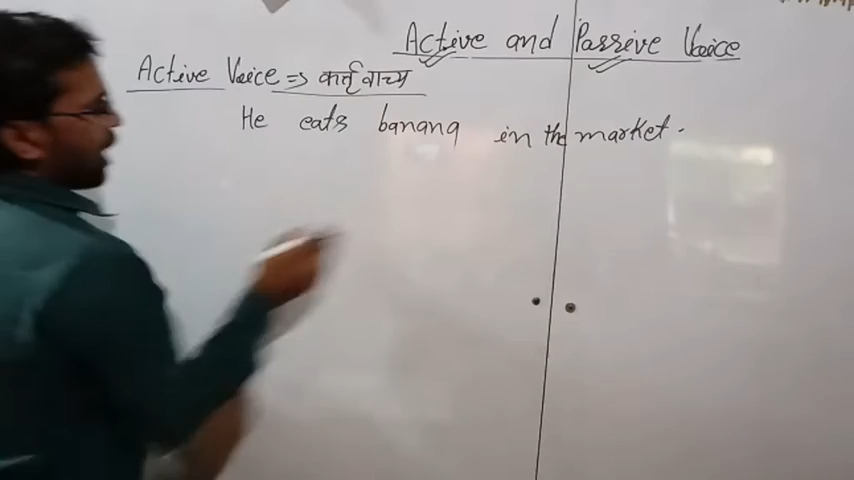 Active and Passive Voice
Active Voice => कर्तृवाच्य
He eats banana in the market.